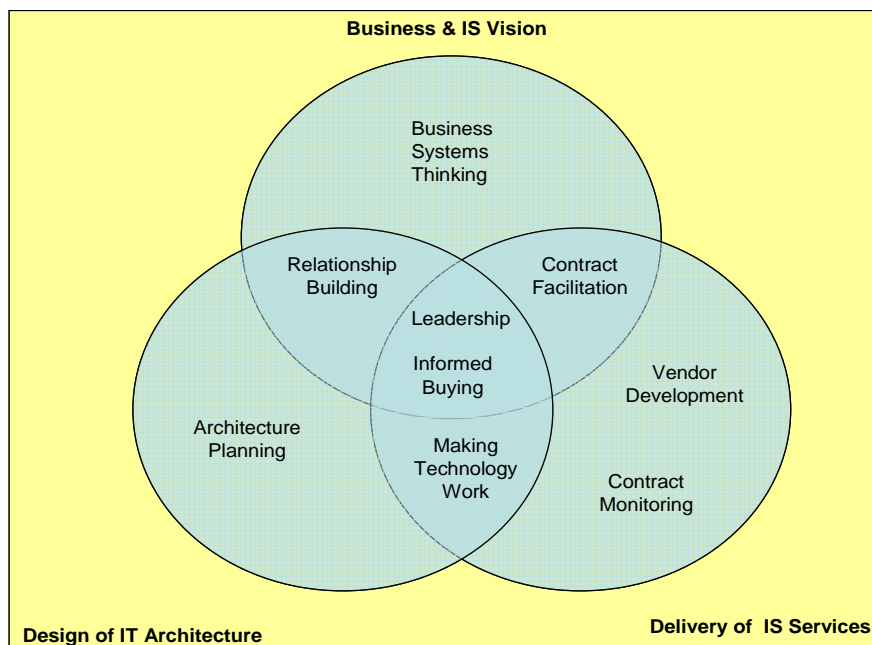 Business & IS Vision
Business
Systems
Thinking
Relationship
Building
Contract
Facilitation
Leadership
Informed
Buying
Vendor
Development
Architecture
Planning
Making
Technology
Work
Contract
Monitoring
Design of IT Architecture
Delivery of  IS Services